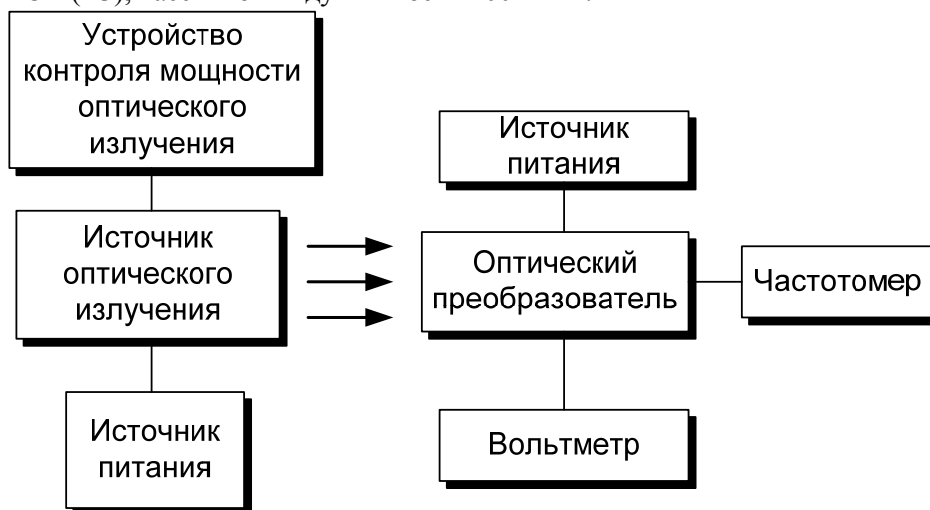 Устройство
контроля мощности
оптического
излучения
Источник
оптического
излучения
Источник
питания
Источник
питания
Оптический
преобразователь
Частотомер
Вольтметр